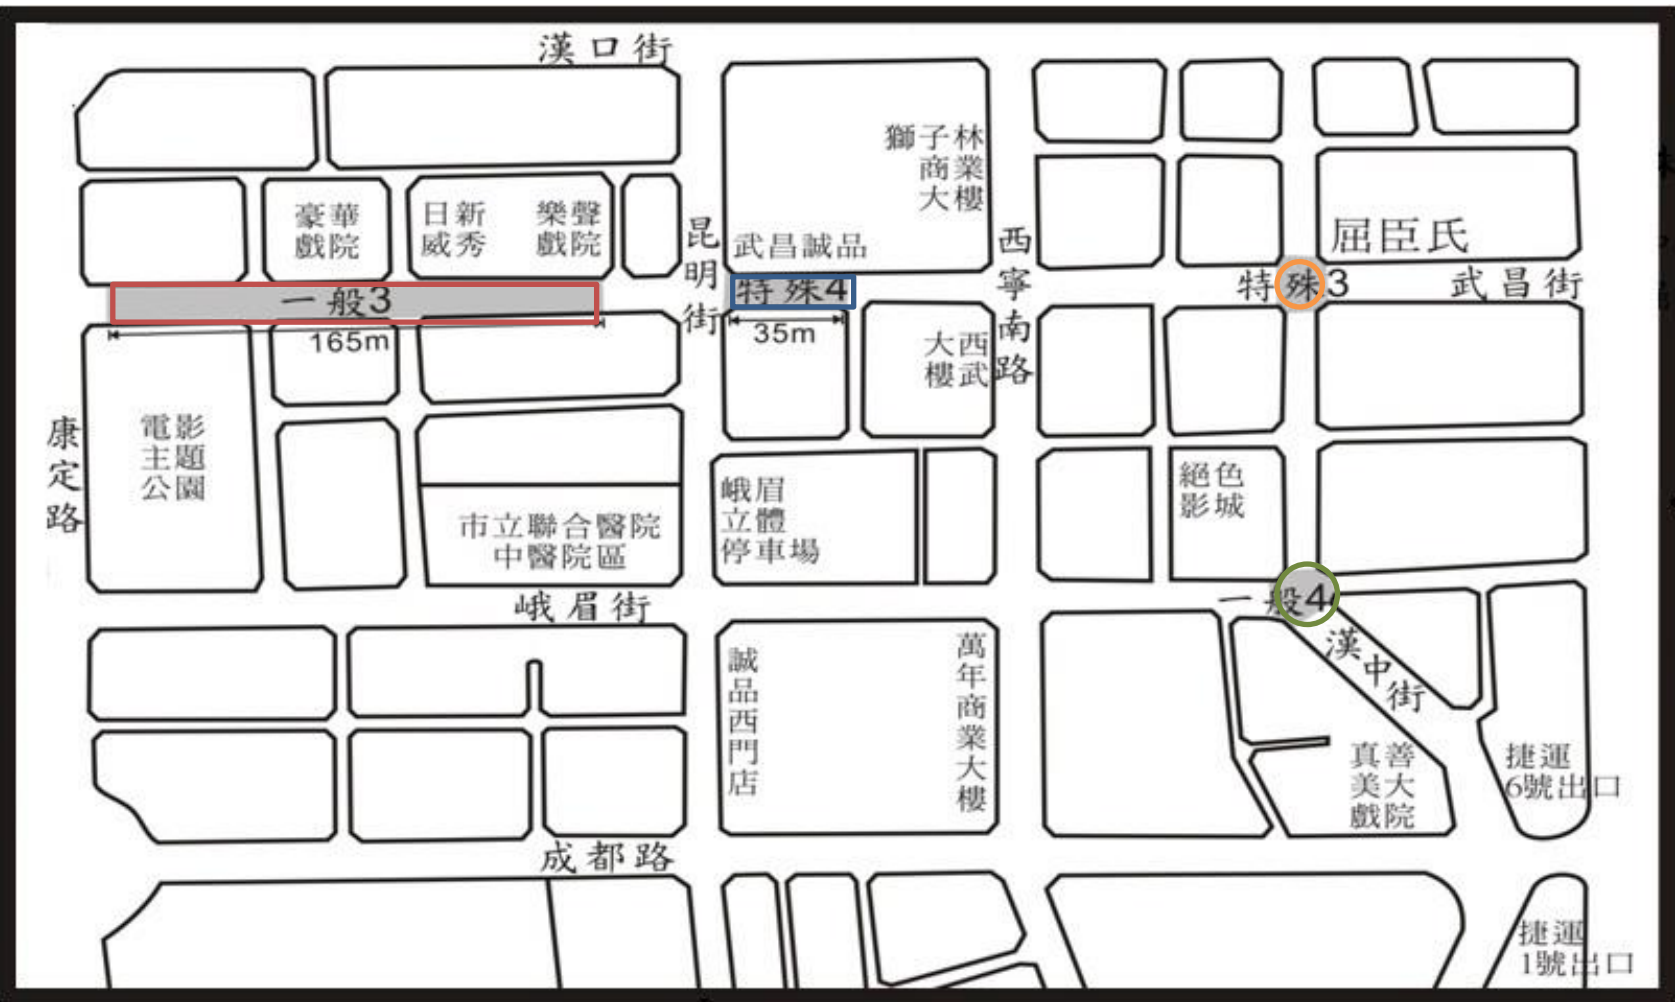 漢口街
獅子林
商業
大樓
豪華
戲院
日新
威秀
樂聲
戲院
昆明街
武昌誠品
西寧南路
屈臣氏
一般3
特殊4
特殊3
武昌街
165m
35m
大西
樓武
康定路
電影
主題
公園
市立聯合醫院
中醫院區
峨眉
立體
停車場
絕色
影城
峨眉街
一般4
漢中街
誠品西門店
萬年商業大樓
真善
美大
戲院
捷運
6號出口
成都路
捷運
1號出口